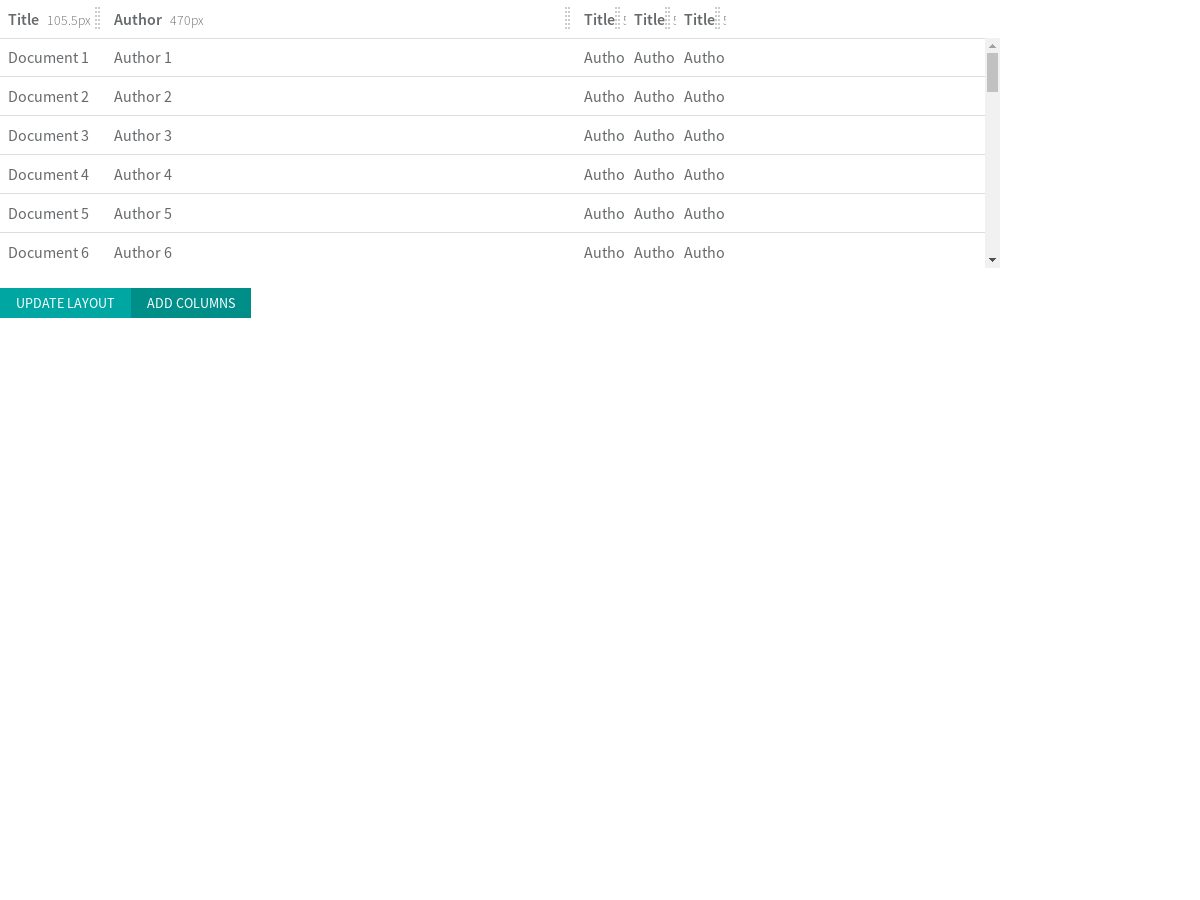 Title 105.5px Author 470px Title Title Title
Document 1 Author 1 Autho Autho Autho
Document 2 Author 2 Autho Autho Autho
Document 3 Author 3 Autho Autho Autho
Document 4 Author 4 Autho Autho Autho
Document 5 Author 5 Autho Autho Autho
Document 6 Author 6 Autho Autho Autho
UPDATE LAYOUT ADD COLUMNS